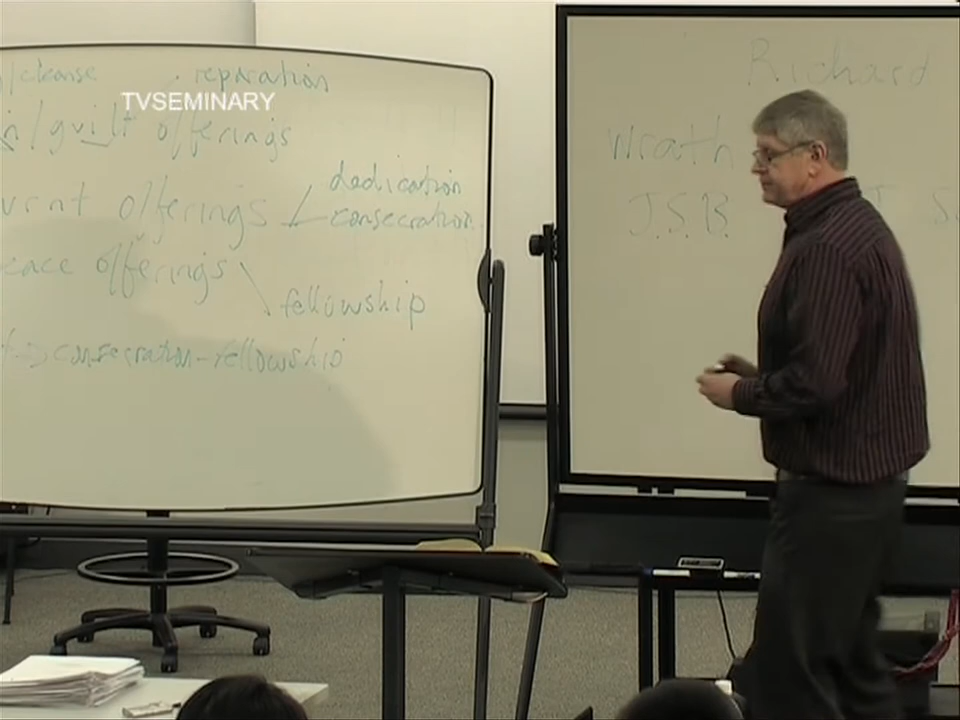 /cleanse reparation
TVSEMINARY
/guilt offerings
offerings dedication
consecration
offerings
fellowship
consecration-fellowship
Richard
Wrath
J.S.B.